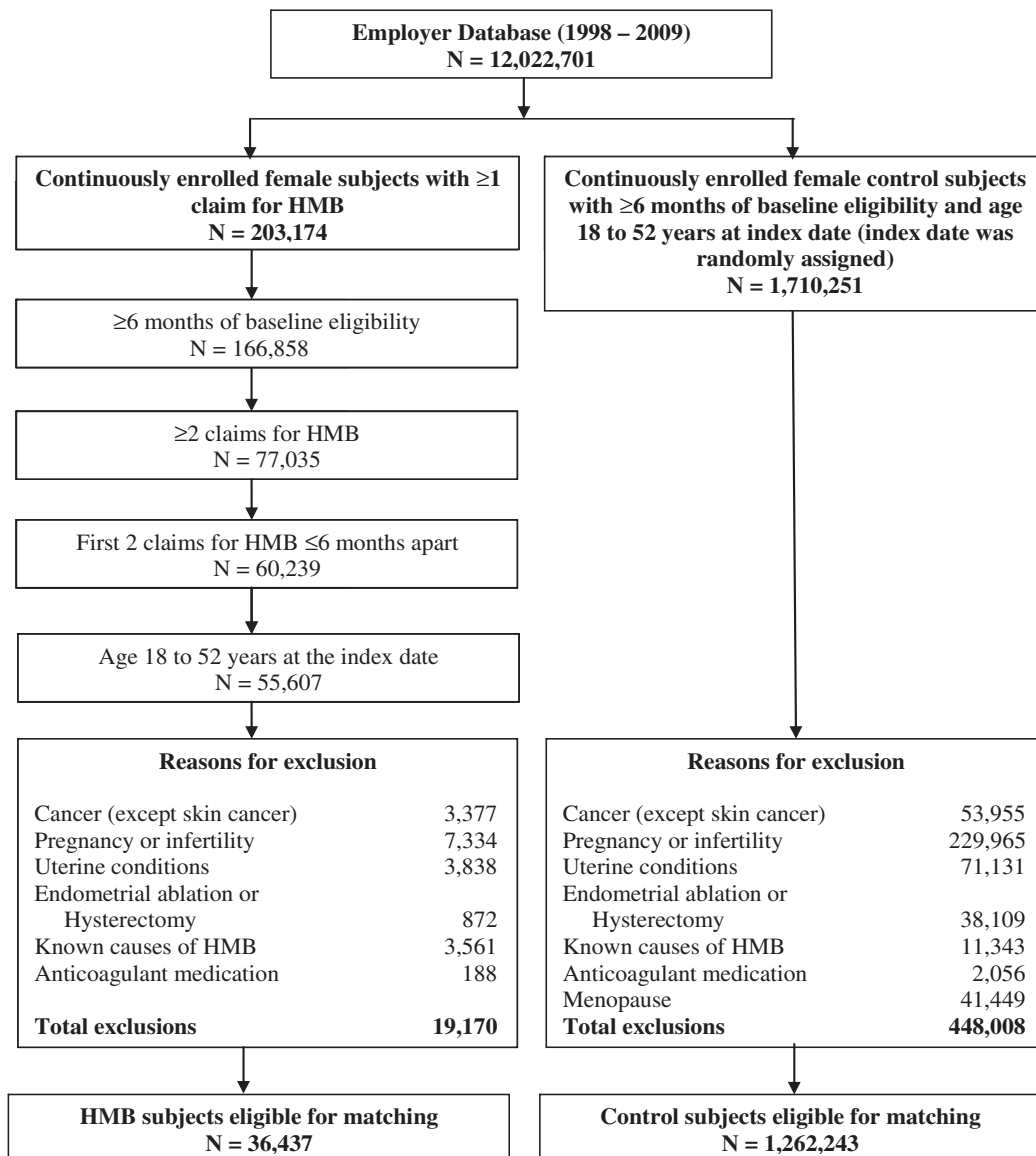 Employer Database (1998 – 2009)
N = 12,022,701
Continuously enrolled female subjects with ≥1
claim for HMB
N = 203,174
≥6 months of baseline eligibility
N = 166,858
≥2 claims for HMB
N = 77,035
First 2 claims for HMB ≤6 months apart
N = 60,239
Age 18 to 52 years at the index date
N = 55,607
Reasons for exclusion
Cancer (except skin cancer) 3,377
Pregnancy or infertility 7,334
Uterine conditions 3,838
Endometrial ablation or
Hysterectomy 872
Known causes of HMB 3,561
Anticoagulant medication 188
Total exclusions 19,170
HMB subjects eligible for matching
N = 36,437
Continuously enrolled female control subjects
with ≥6 months of baseline eligibility and age
18 to 52 years at index date (index date was
randomly assigned)
N = 1,710,251
Reasons for exclusion
Cancer (except skin cancer) 53,955
Pregnancy or infertility 229,965
Uterine conditions 71,131
Endometrial ablation or
Hysterectomy 38,109
Known causes of HMB 11,343
Anticoagulant medication 2,056
Menopause 41,449
Total exclusions 448,008
Control subjects eligible for matching
N = 1,262,243